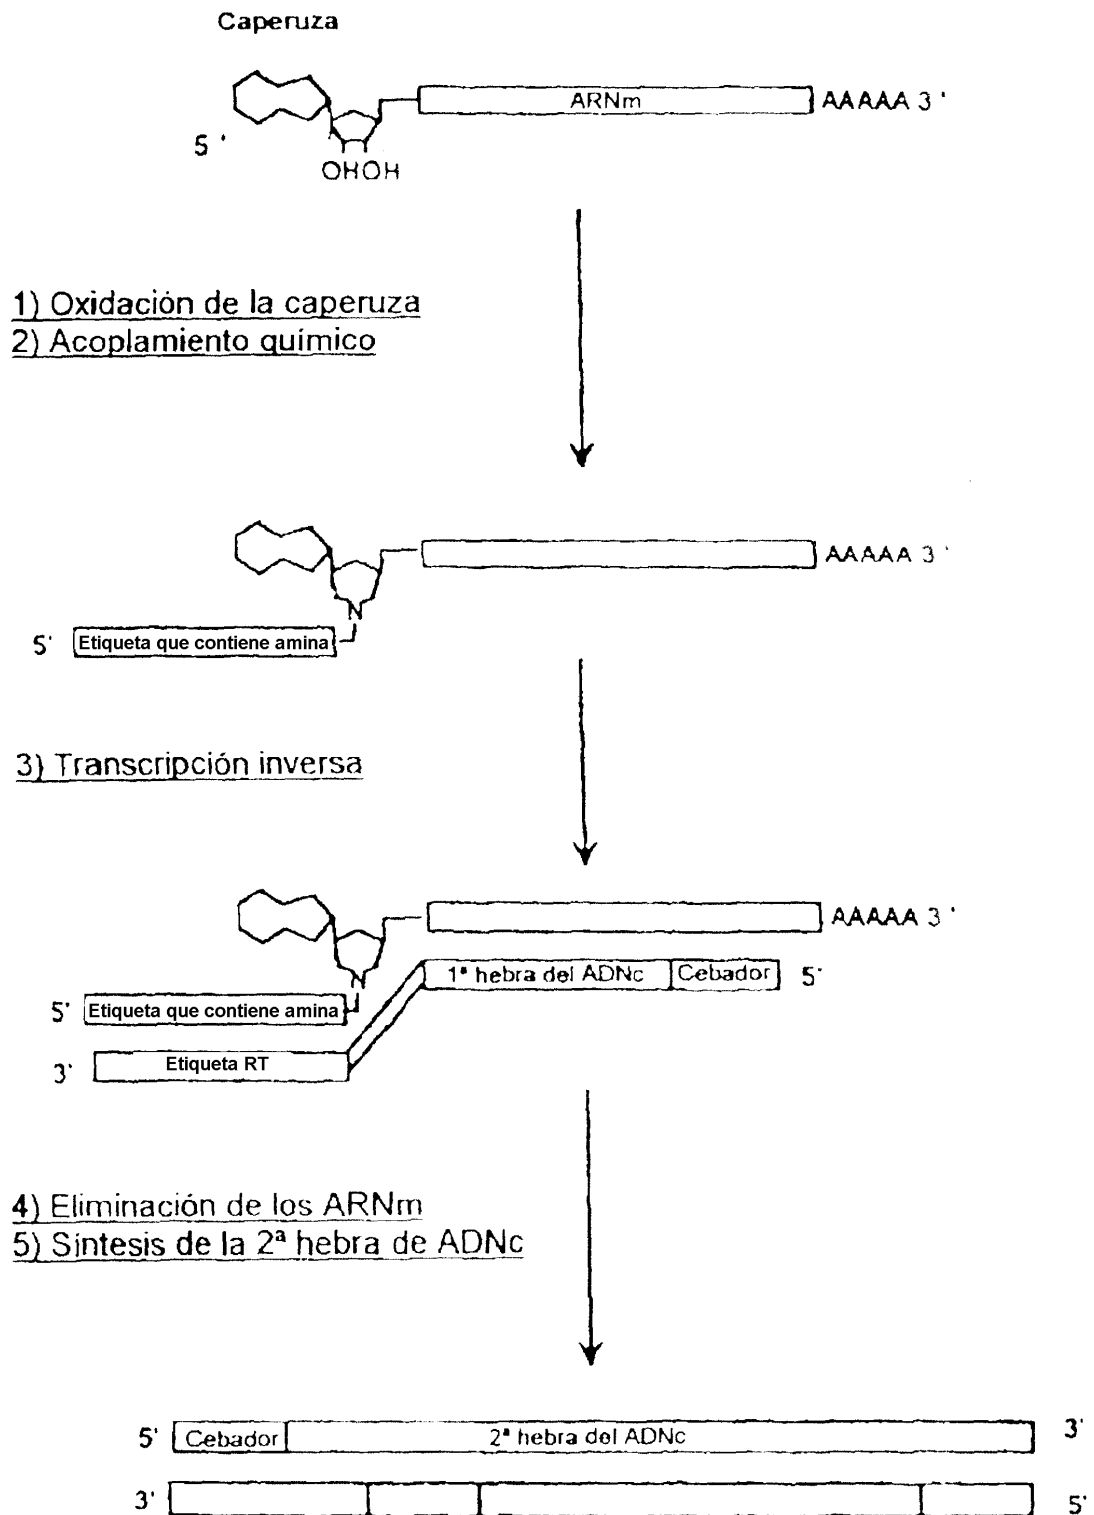 Caperuza
ARNm AAAAA 3 '
5 '
OHOH
1) Oxidación de la caperuza
2) Acoplamiento químico
AAAAA 3 '
N
5' Etiqueta que contiene amina
3) Transcripción inversa
AAAAA 3 '
1ª hebra del ADNc Cebador 5'
N
5' Etiqueta que contiene amina
3' Etiqueta RT
4) Eliminación de los ARNm
5) Síntesis de la 2ª hebra de ADNc
5' Cebador 2ª hebra del ADNc 3'
3' 5'